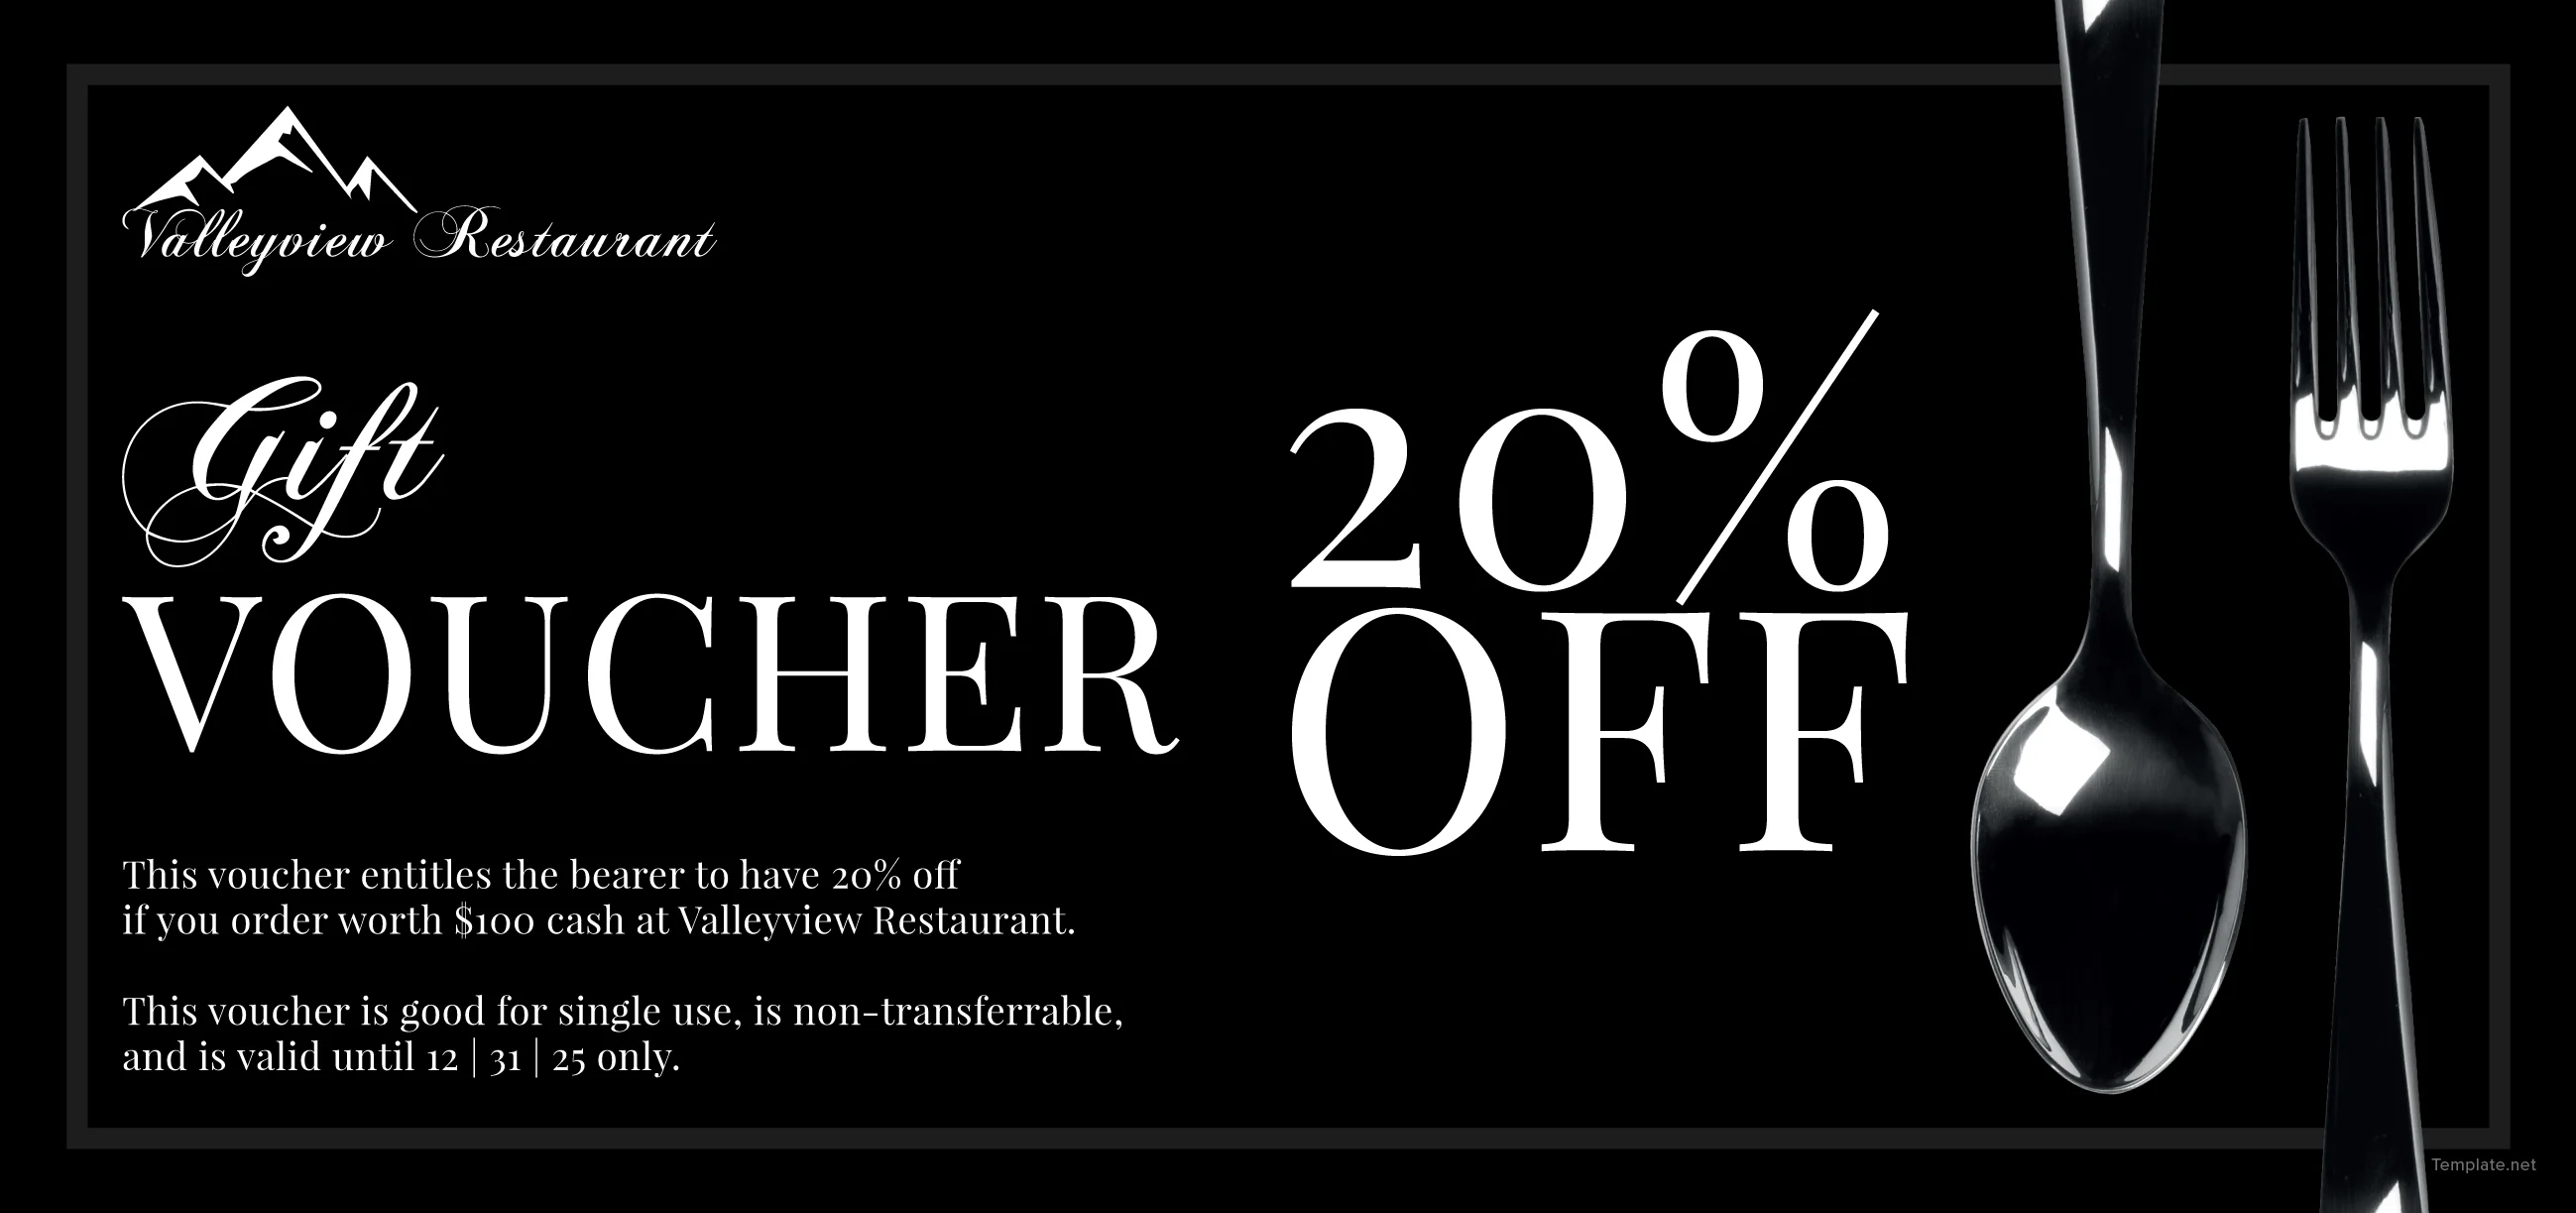 Valleyview Restaurant
Gift
VOUCHER
20%
OFF
This voucher entitles the bearer to have 20% off
if you order worth $100 cash at Valleyview Restaurant.
This voucher is good for single use, is non-transferrable,
and is valid until 12 | 31 | 25 only.
Template.net